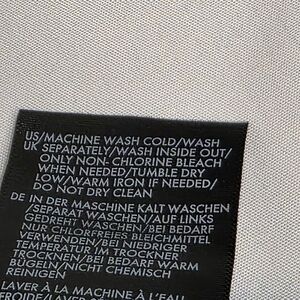 US/MACHINE WASH COLD/WASH
UK SEPARATELY/WASH INSIDE OUT/
ONLY NON- CHLORINE BLEACH
WHEN NEEDED/TUMBLE DRY
LOW/WARM IRON IF NEEDED/
DO NOT DRY CLEAN
DE IN DER MASCHINE KALT WASCHEN
/SEPARAT WASCHEN/AUF LINKS
GEDREHT WASCHEN/BEI BEDARF
NUR CHLORFREIES BLEICHMITTEL
VERWENDEN/BEI NIEDRIGER
TEMPERATUR IM TROCKNER
TROCKNEN/BEI BEDARF WARM
BÜGELN/NICHT CHEMISCH
REINIGEN
LAVER À LA MACHINE À L'EAU
FROIDE/LAVER